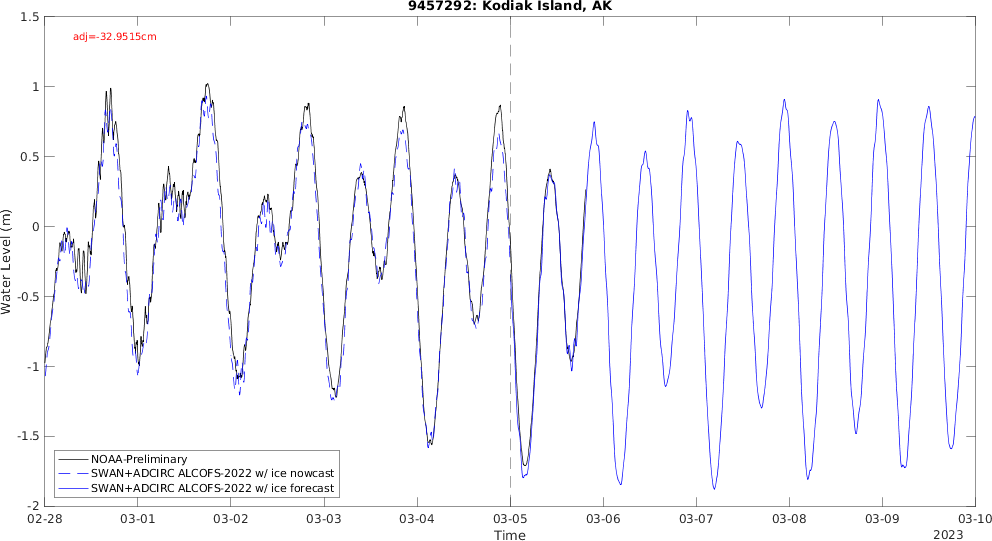 9457292: Kodiak Island, AK
adj=-32.9515cm
1.5
1
0.5
0
-0.5
-1
-1.5
-2
Water Level (m)
NOAA-Preliminary
SWAN+ADCIRC ALCOFS-2022 w/ ice nowcast
SWAN+ADCIRC ALCOFS-2022 w/ ice forecast
02-28 03-01 03-02 03-03 03-04 03-05 03-06 03-07 03-08 03-09 03-10
Time
2023